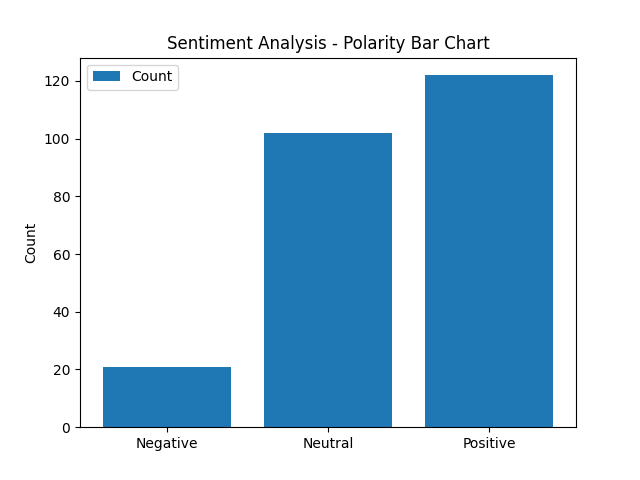 Sentiment Analysis - Polarity Bar Chart
Count
120
100
80
60
40
20
0
Count
Negative
Neutral
Positive